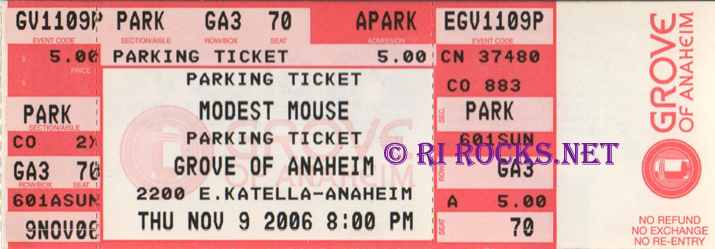 GV1109P PARK GA3 70 APARK EGV1109P
EVENT CODE SECTION/AISLE ROW/BOX SEAT ADMISSION EVENT CODE
$ 5.00 PARKING TICKET 5.00 CN 37480
PRICE
PARKING TICKET
CO 883
PARK MODEST MOUSE PARK
SECTION/AISLE
SEC.
CO 2X PARKING TICKET 601SUN
GA3 70 GROVE OF ANAHEIM GA3
ROW/BOX SEAT
601ASUN 2200 E.KATELLA-ANAHEIM A 5.00
9NOV06 THU NOV 9 2006 8:00 PM 70
SEAT
GROVE
OF ANAHEIM
© RI ROCKS.NET
GROVE
OF ANAHEIM
NO REFUND
NO EXCHANGE
NO RE-ENTRY